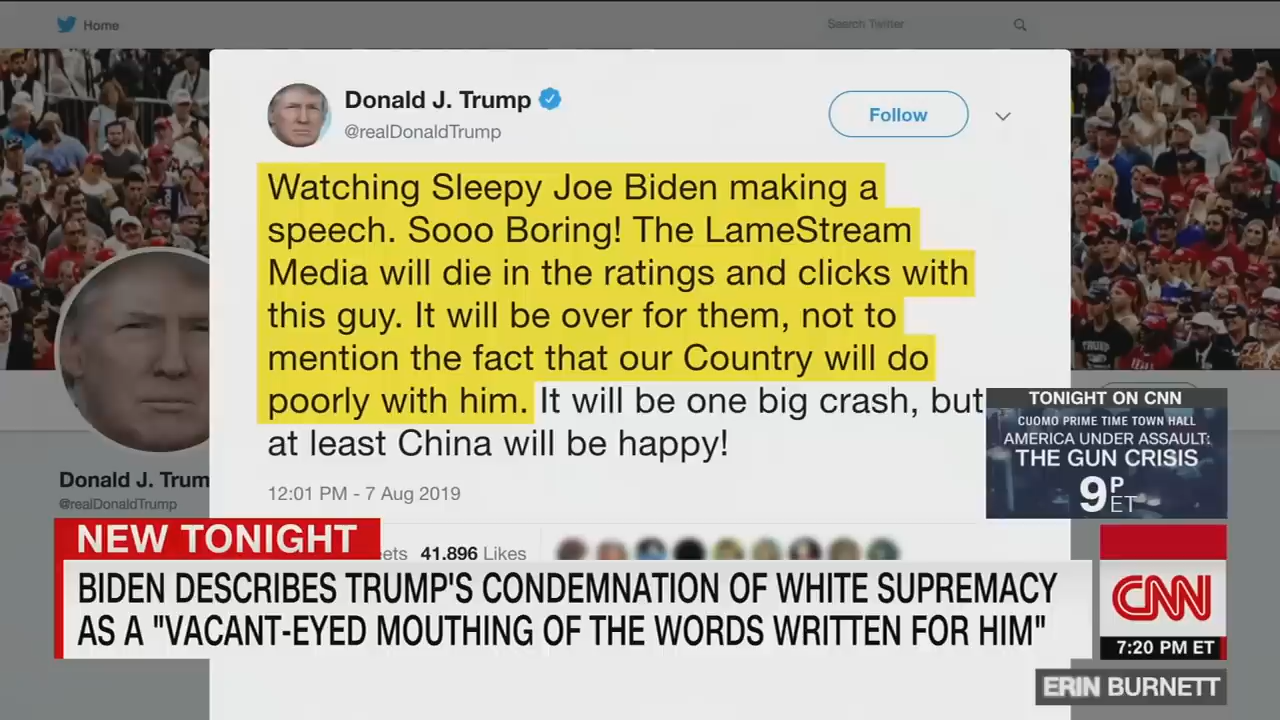 Home
Search Twitter
Donald J. Trump
@realDonaldTrump
Follow
Watching Sleepy Joe Biden making a
speech. Sooo Boring! The LameStream
Media will die in the ratings and clicks with
this guy. It will be over for them, not to
mention the fact that our Country will do
poorly with him. It will be one big crash, but
at least China will be happy!
12:01 PM - 7 Aug 2019
41,896 Likes
Donald J. Trum
@realDonaldTrump
TONIGHT ON CNN
CUOMO PRIME TIME TOWN HALL
AMERICA UNDER ASSAULT:
THE GUN CRISIS
9P ET
NEW TONIGHT
BIDEN DESCRIBES TRUMP'S CONDEMNATION OF WHITE SUPREMACY
AS A "VACANT-EYED MOUTHING OF THE WORDS WRITTEN FOR HIM"
CNN
7:20 PM ET
ERIN BURNETT